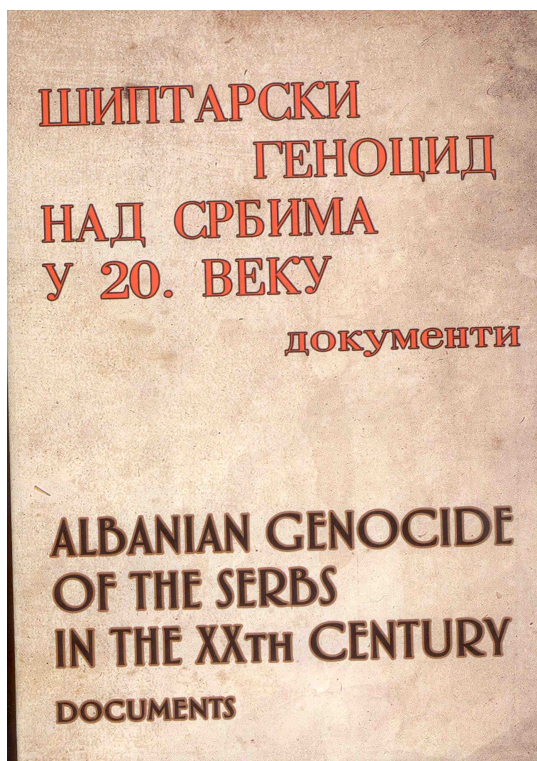 ШИПТАРСКИ
ГЕНОЦИД
НАД СРБИМА
У 20. ВЕКУ
документи
ALBANIAN GENOCIDE
OF THE SERBS
IN THE XXTH CENTURY
DOCUMENTS